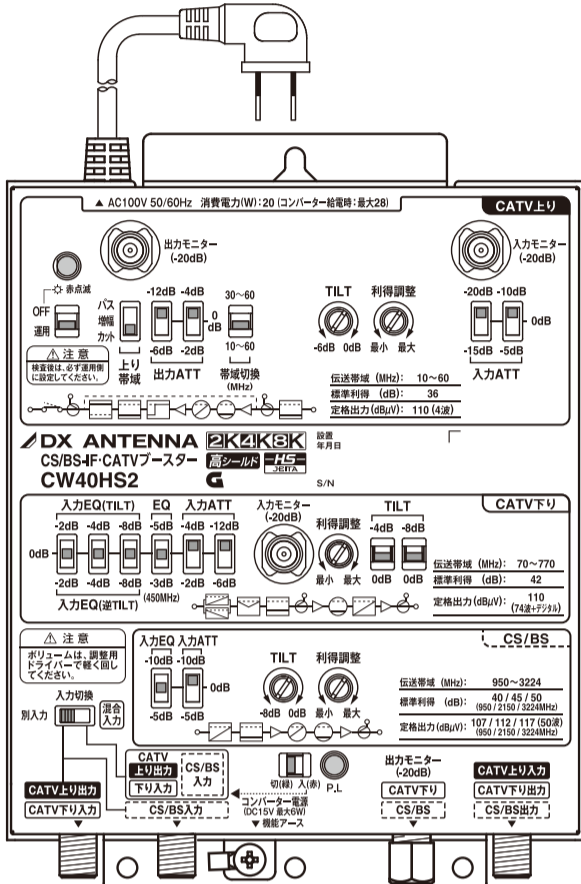 ▲ AC100V 50/60Hz 消費電力(W):20 (コンバーター給電時:最大28)
CATV上り
出力モニター
(-20dB)
入力モニター
(-20dB)
赤点滅
OFF
運用
パス
増幅
カット
上り
帯域
-12dB -4dB
0
dB
-6dB -2dB
出力ATT
30~60
10~60
帯域切換
(MHz)
TILT
-6dB 0dB
利得調整
最小 最大
-20dB -10dB
0dB
-15dB -5dB
入力ATT
⚠ 注意
検査後は、必ず運用側
に設定してください。
伝送帯域 (MHz): 10~60
標準利得 (dB): 36
定格出力(dBμV): 110 (4波)
DX ANTENNA 2K4K8K
設置
年月日
CS/BS-IF・CATVブースター 高シールド HS
JEITA
CW40HS2
G
S/N
CATV下り
入力EQ(TILT) EQ 入力ATT
-2dB -4dB -8dB -5dB -4dB -12dB
0dB
-2dB -4dB -8dB -3dB -2dB -6dB
入力EQ(逆TILT) (450MHz)
入力モニター
(-20dB)
利得調整
最小 最大
TILT
-4dB -8dB
0dB 0dB
伝送帯域 (MHz): 70~770
標準利得 (dB): 42
定格出力(dBμV): 110
(74波+デジタル)
⚠ 注意
ボリュームは、調整用
ドライバーで軽く回し
てください。
CS/BS
入力EQ 入力ATT
-10dB -10dB
0dB
-5dB -5dB
TILT
-8dB 0dB
利得調整
最小 最大
伝送帯域 (MHz): 950~3224
標準利得 (dB): 40 / 45 / 50
(950 / 2150 / 3224MHz)
定格出力(dBμV): 107 / 112 / 117 (50波)
(950 / 2150 / 3224MHz)
入力切換
別入力
混合
入力
CATV
上り出力
下り入力
CS/BS
入力
切(緑) 入(赤)
P.L
コンバーター電源
(DC15V 最大6W)
▼ 機能アース
CATV上り出力
CATV下り入力
▼
CS/BS入力
▼
出力モニター
(-20dB)
CATV下り
CS/BS
▼
CATV上り入力
CATV下り出力
CS/BS出力
▼